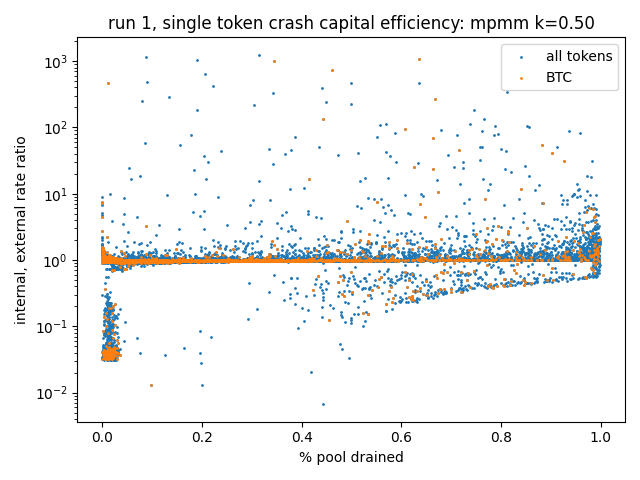 run 1, single token crash capital efficiency: mpmm k=0.50
internal, external rate ratio
10³
10²
10¹
10⁰
10⁻¹
10⁻²
all tokens
BTC
0.0 0.2 0.4 0.6 0.8 1.0
% pool drained